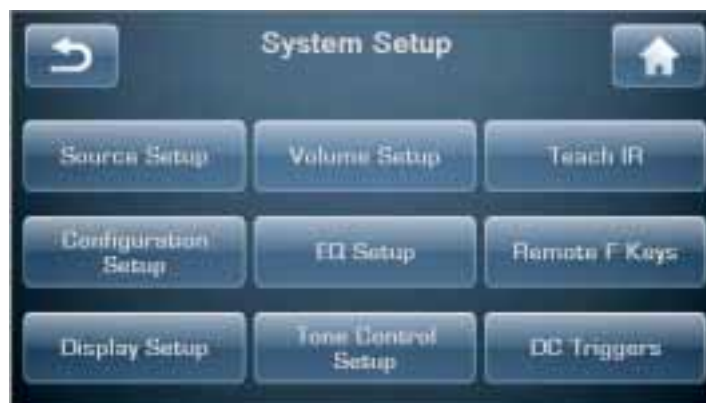 System Setup
Source Setup
Volume Setup
Teach IR
Configuration
Setup
EQ Setup
Remote F Keys
Display Setup
Tone Control
Setup
DC Triggers